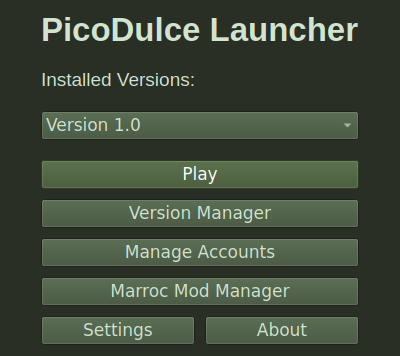 PicoDulce Launcher
Installed Versions:
Version 1.0
Play
Version Manager
Manage Accounts
Marroc Mod Manager
Settings
About